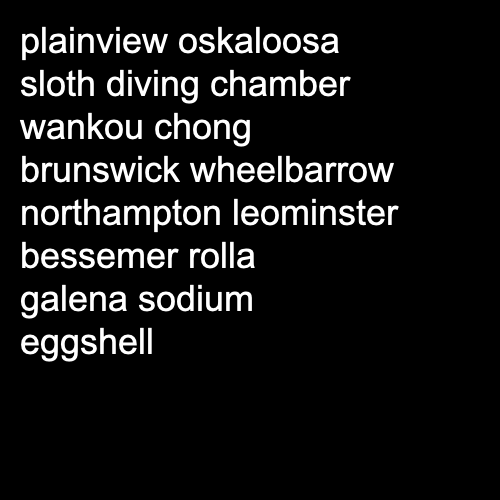 plainview oskaloosa
sloth diving chamber
wankou chong
brunswick wheelbarrow
northampton leominster
bessemer rolla
galena sodium
eggshell